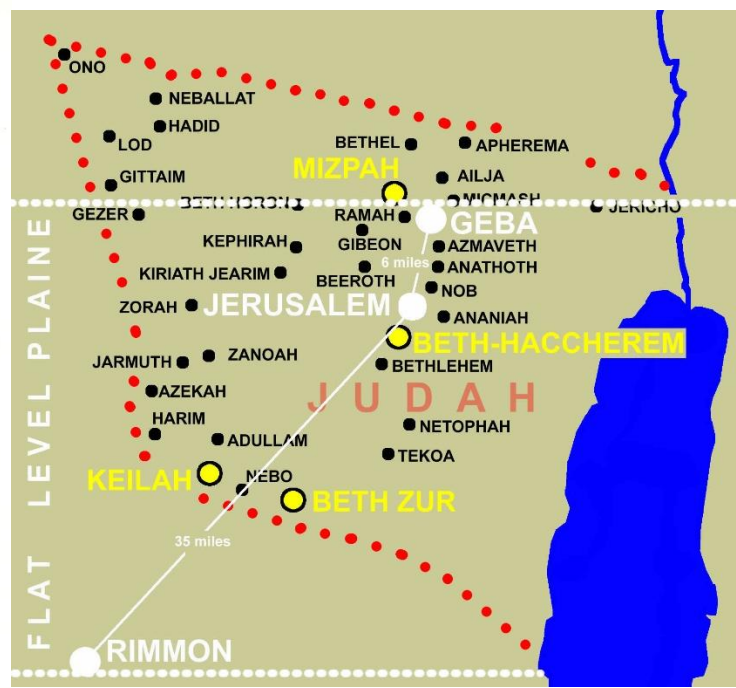 ONO
NEBALLAT
HADID
LOD
BETHEL
APHEREMA
MIZPAH
GITTAIM
AILJA
MICMASH
BETH HORON
JERICHO
GEZER
RAMAH
GEBA
GIBEON
KEPHIRAH
AZMAVETH
6 miles
KIRIATH JEARIM
BEEROTH
ANATHOTH
NOB
ZORAH
JERUSALEM
ANANIAH
BETH-HACCHEREM
JARMUTH
ZANOAH
BETHLEHEM
AZEKAH
JUDAH
HARIM
ADULLAM
NETOPHAH
TEKOA
KEILAH
NEBO
BETH ZUR
35 miles
RIMMON
FLAT LEVEL PLAINE